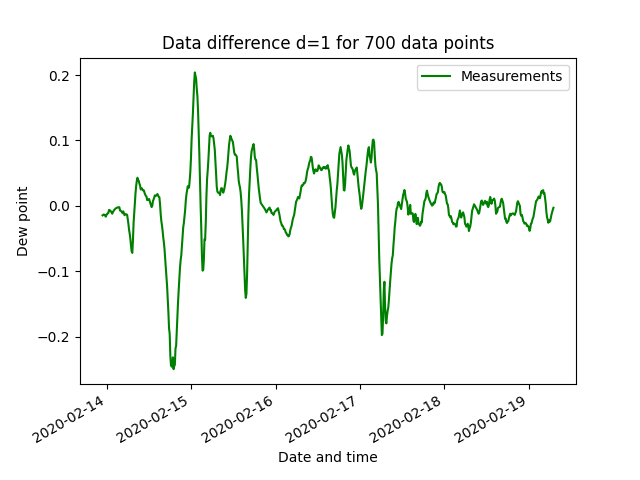 Data difference d=1 for 700 data points
Measurements
0.2
0.1
0.0
−0.1
−0.2
Dew point
2020-02-14
2020-02-15
2020-02-16
2020-02-17
2020-02-18
2020-02-19
Date and time